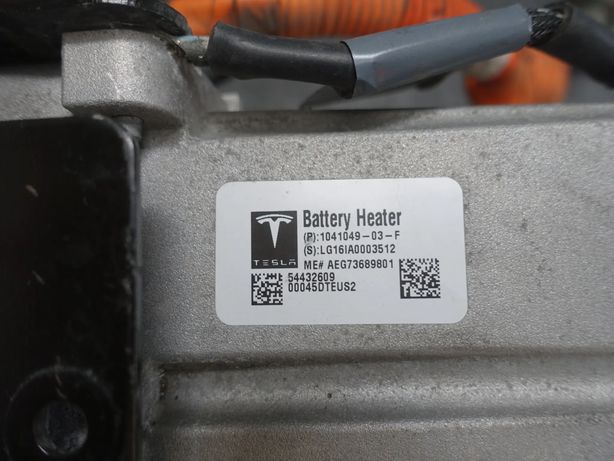 Battery Heater
(P):1041049-03-F
(S):LG16IA0003512
TESLA
ME# AEG73689801
54432609
00045DTEUS2